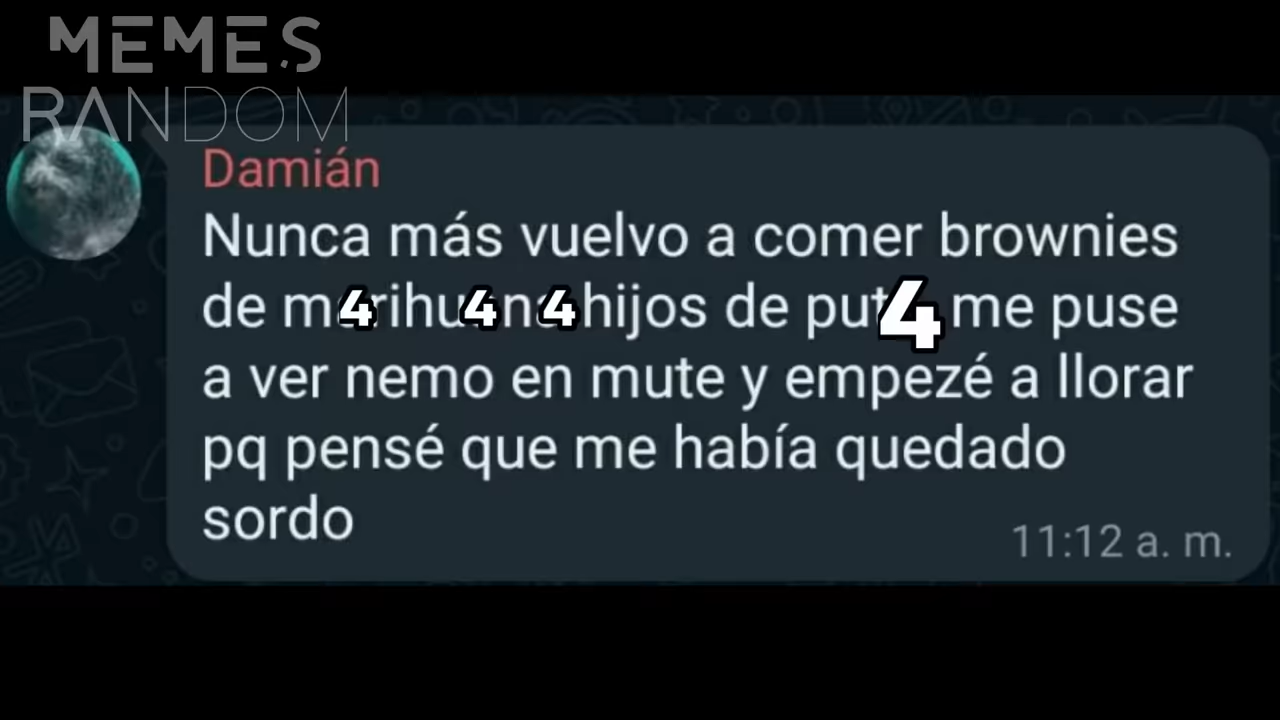 MEMES
RANDOM
Damián
Nunca más vuelvo a comer brownies
de m4rihu4n4 hijos de put4 me puse
a ver nemo en mute y empezé a llorar
pq pensé que me había quedado
sordo
11:12 a. m.